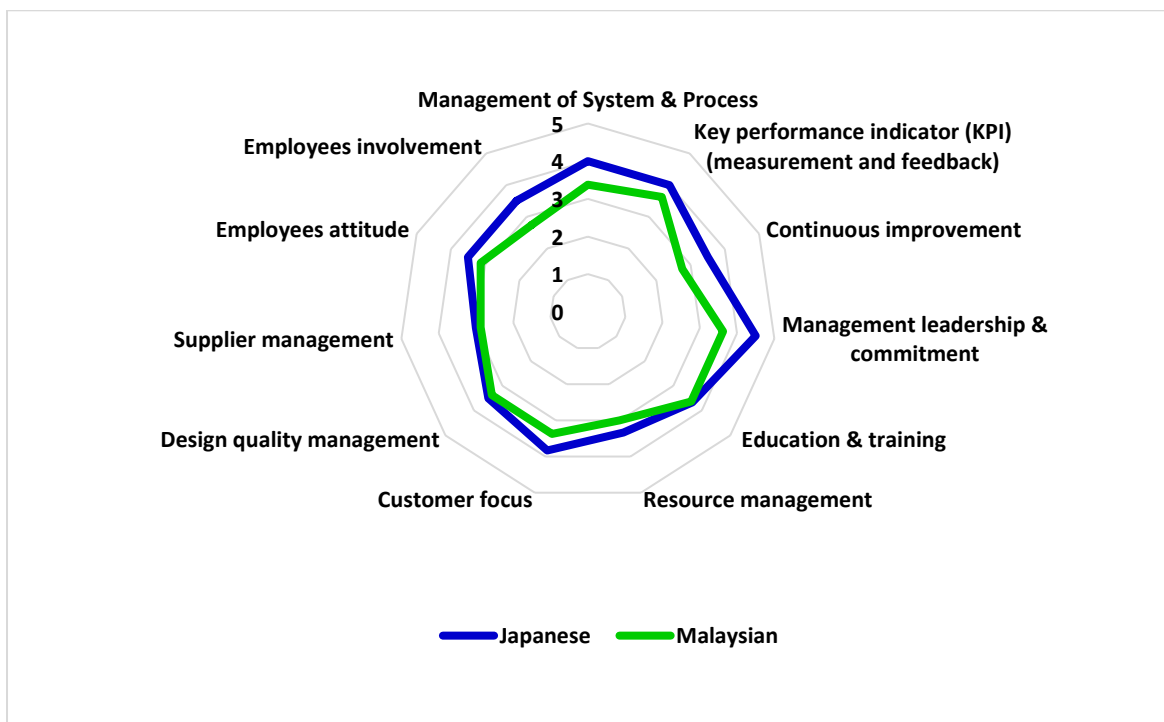 Management of System & Process
5
4
3
2
1
0
Key performance indicator (KPI)
(measurement and feedback)
Continuous improvement
Management leadership &
commitment
Education & training
Resource management
Customer focus
Design quality management
Supplier management
Employees attitude
Employees involvement
Japanese
Malaysian